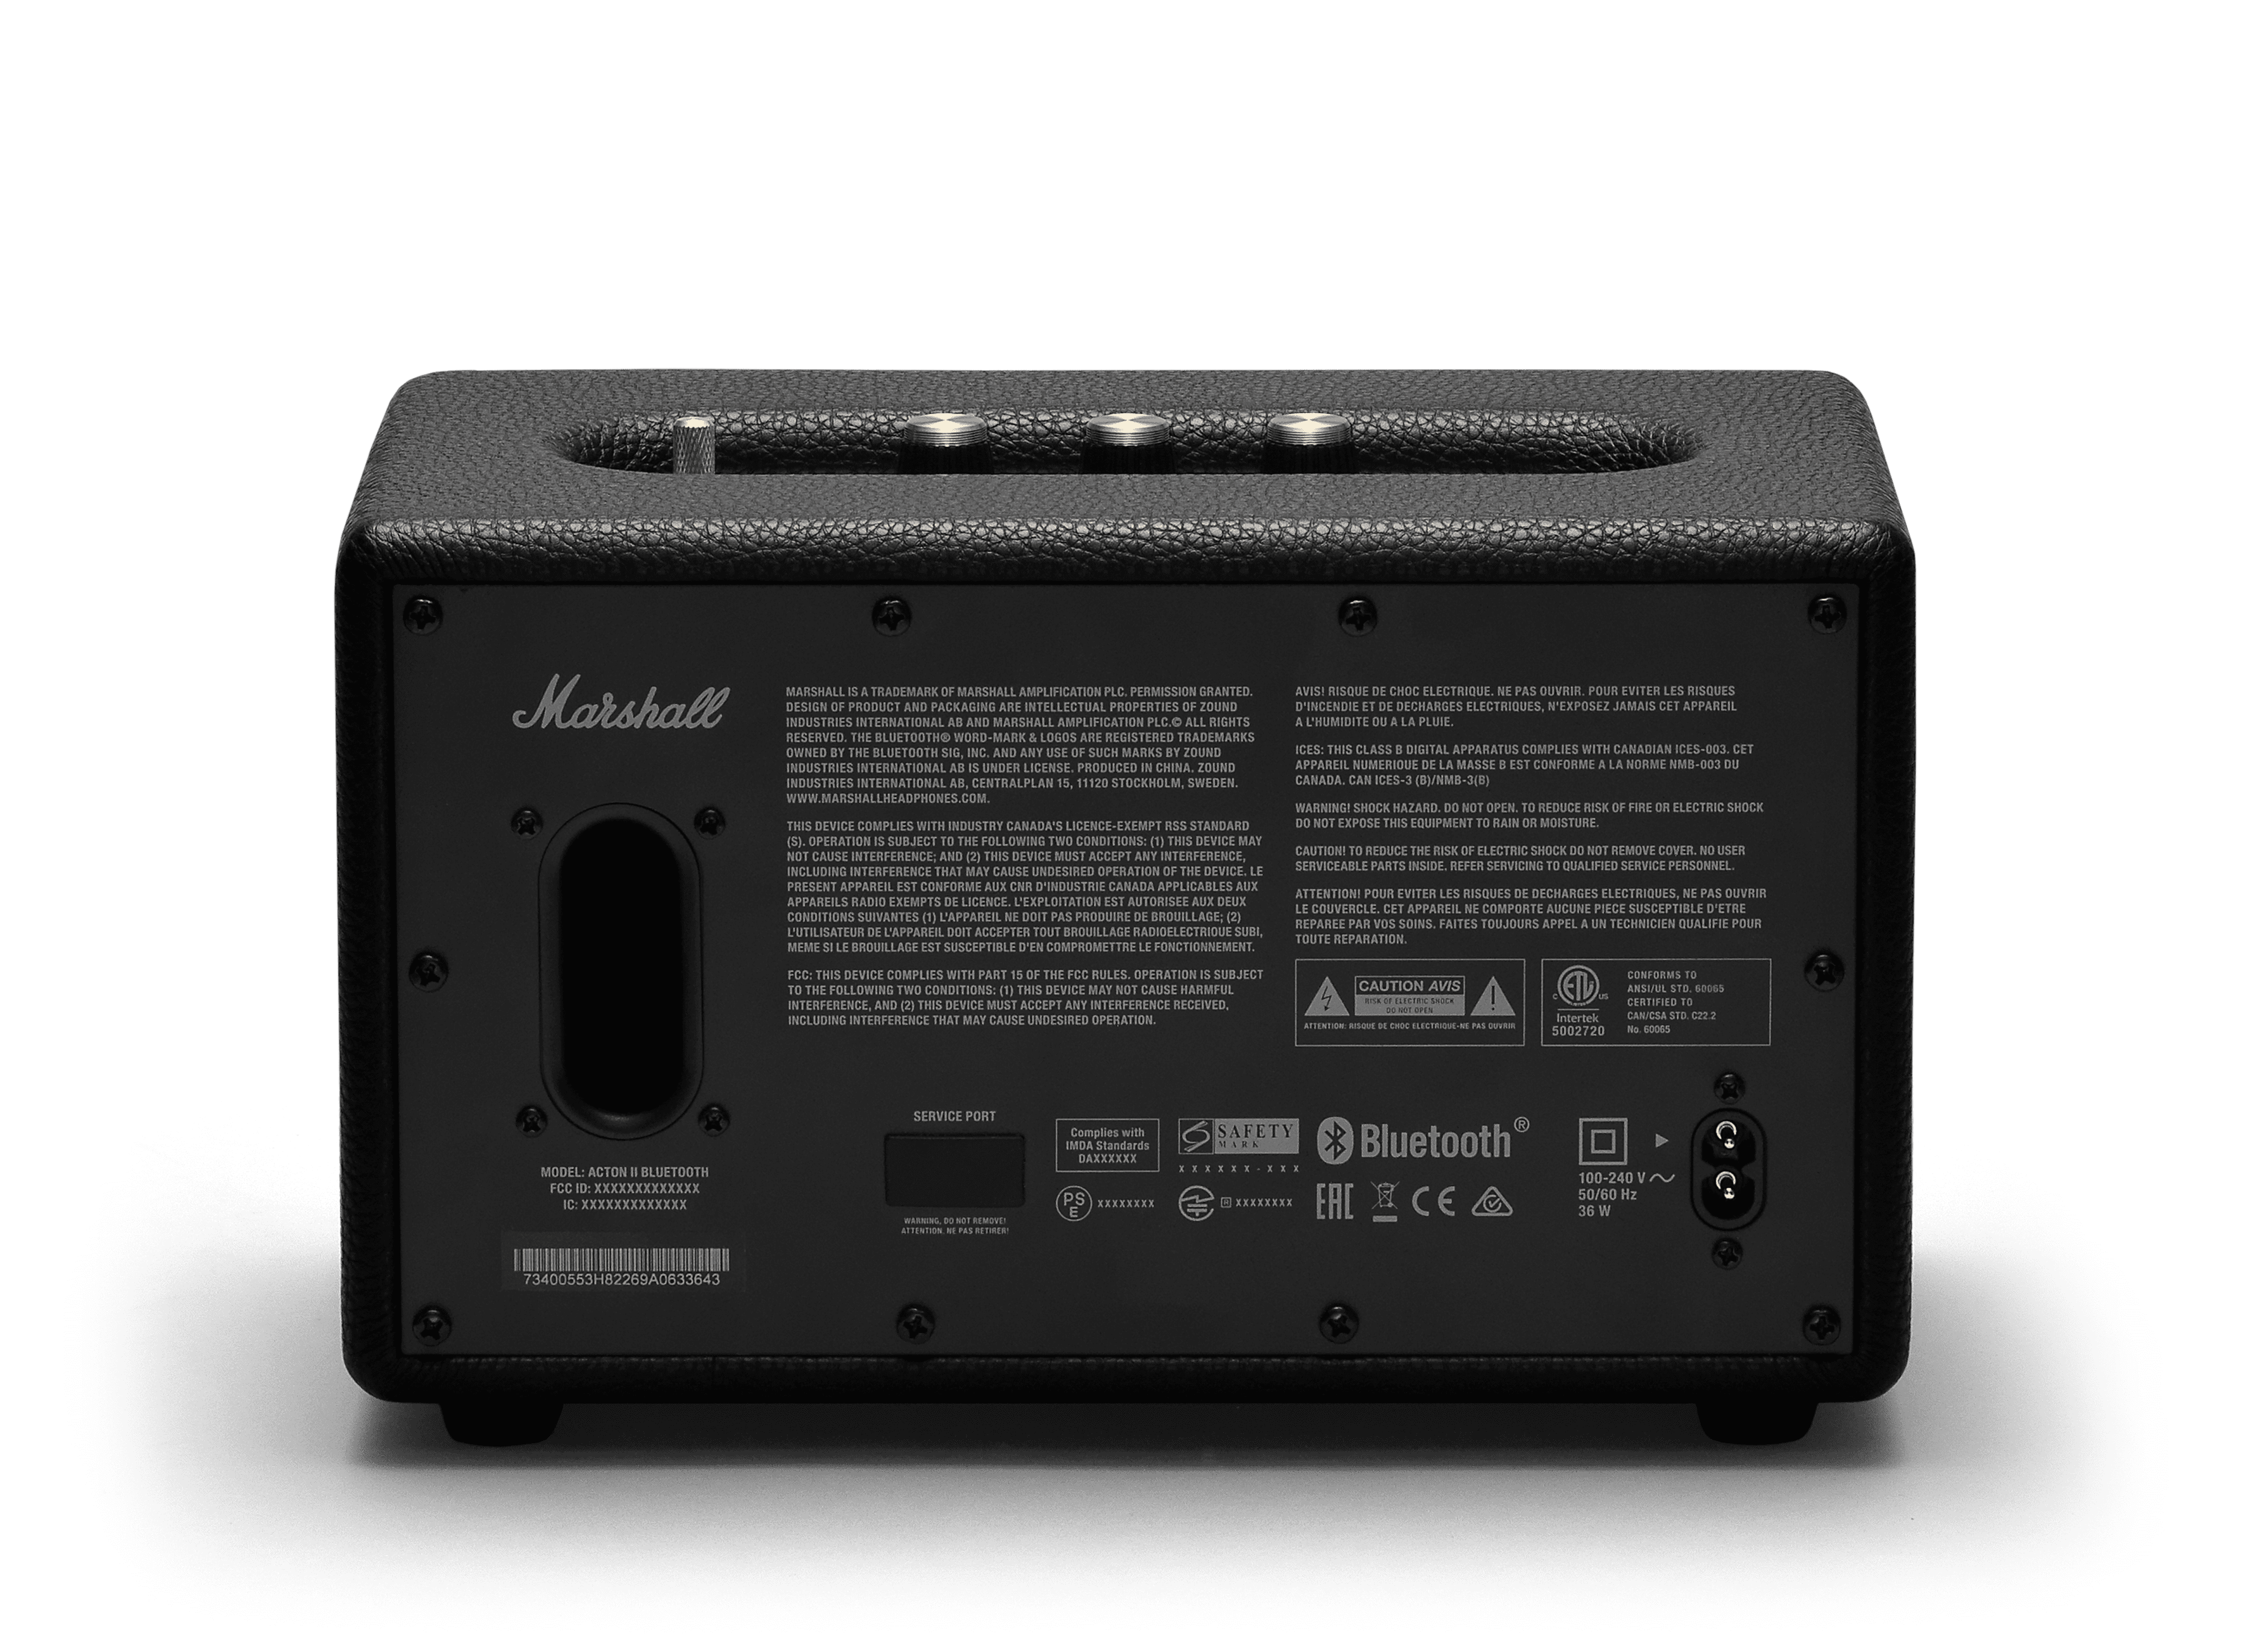 Marshall
MARSHALL IS A TRADEMARK OF MARSHALL AMPLIFICATION PLC. PERMISSION GRANTED.
DESIGN OF PRODUCT AND PACKAGING ARE INTELLECTUAL PROPERTIES OF ZOUND
INDUSTRIES INTERNATIONAL AB AND MARSHALL AMPLIFICATION PLC.© ALL RIGHTS
RESERVED. THE BLUETOOTH® WORD-MARK & LOGOS ARE REGISTERED TRADEMARKS
OWNED BY THE BLUETOOTH SIG, INC. AND ANY USE OF SUCH MARKS BY ZOUND
INDUSTRIES INTERNATIONAL AB IS UNDER LICENSE. PRODUCED IN CHINA. ZOUND
INDUSTRIES INTERNATIONAL AB, CENTRALPLAN 15, 11120 STOCKHOLM, SWEDEN.
WWW.MARSHALLHEADPHONES.COM.
THIS DEVICE COMPLIES WITH INDUSTRY CANADA'S LICENCE-EXEMPT RSS STANDARD
(S). OPERATION IS SUBJECT TO THE FOLLOWING TWO CONDITIONS: (1) THIS DEVICE MAY
NOT CAUSE INTERFERENCE; AND (2) THIS DEVICE MUST ACCEPT ANY INTERFERENCE,
INCLUDING INTERFERENCE THAT MAY CAUSE UNDESIRED OPERATION OF THE DEVICE. LE
PRESENT APPAREIL EST CONFORME AUX CNR D'INDUSTRIE CANADA APPLICABLES AUX
APPAREILS RADIO EXEMPTS DE LICENCE. L'EXPLOITATION EST AUTORISEE AUX DEUX
CONDITIONS SUIVANTES (1) L'APPAREIL NE DOIT PAS PRODUIRE DE BROUILLAGE; (2)
L'UTILISATEUR DE L'APPAREIL DOIT ACCEPTER TOUT BROUILLAGE RADIOELECTRIQUE SUBI,
MEME SI LE BROUILLAGE EST SUSCEPTIBLE D'EN COMPROMETTRE LE FONCTIONNEMENT.
FCC: THIS DEVICE COMPLIES WITH PART 15 OF THE FCC RULES. OPERATION IS SUBJECT
TO THE FOLLOWING TWO CONDITIONS: (1) THIS DEVICE MAY NOT CAUSE HARMFUL
INTERFERENCE, AND (2) THIS DEVICE MUST ACCEPT ANY INTERFERENCE RECEIVED,
INCLUDING INTERFERENCE THAT MAY CAUSE UNDESIRED OPERATION.
AVIS! RISQUE DE CHOC ELECTRIQUE. NE PAS OUVRIR. POUR EVITER LES RISQUES
D'INCENDIE ET DE DECHARGES ELECTRIQUES, N'EXPOSEZ JAMAIS CET APPAREIL
A L'HUMIDITE OU A LA PLUIE.
ICES: THIS CLASS B DIGITAL APPARATUS COMPLIES WITH CANADIAN ICES-003. CET
APPAREIL NUMERIQUE DE LA MASSE B EST CONFORME A LA NORME NMB-003 DU
CANADA. CAN ICES-3 (B)/NMB-3(B)
WARNING! SHOCK HAZARD. DO NOT OPEN. TO REDUCE RISK OF FIRE OR ELECTRIC SHOCK
DO NOT EXPOSE THIS EQUIPMENT TO RAIN OR MOISTURE.
CAUTION! TO REDUCE THE RISK OF ELECTRIC SHOCK DO NOT REMOVE COVER. NO USER
SERVICEABLE PARTS INSIDE. REFER SERVICING TO QUALIFIED SERVICE PERSONNEL.
ATTENTION! POUR EVITER LES RISQUES DE DECHARGES ELECTRIQUES, NE PAS OUVRIR
LE COUVERCLE. CET APPAREIL NE COMPORTE AUCUNE PIECE SUSCEPTIBLE D'ETRE
REPAREE PAR VOS SOINS. FAITES TOUJOURS APPEL A UN TECHNICIEN QUALIFIE POUR
TOUTE REPARATION.
CAUTION AVIS
RISK OF ELECTRIC SHOCK
DO NOT OPEN
ATTENTION: RISQUE DE CHOC ELECTRIQUE-NE PAS OUVRIR
C ETL US
Intertek
5002720
CONFORMS TO
ANSI/UL STD. 60065
CERTIFIED TO
CAN/CSA STD. C22.2
No. 60065
MODEL: ACTON II BLUETOOTH
FCC ID: XXXXXXXXXXXXX
IC: XXXXXXXXXXXXX
73400553H82269A0633643
SERVICE PORT
WARNING, DO NOT REMOVE!
ATTENTION, NE PAS RETIRER!
Complies with
IMDA Standards
DAXXXXXX
SAFETY
MARK
XXXXXX-XXX
Bluetooth®
PS
E
XXXXXXXX
R XXXXXXXX
EAC
CE
100-240 V
50/60 Hz
36 W